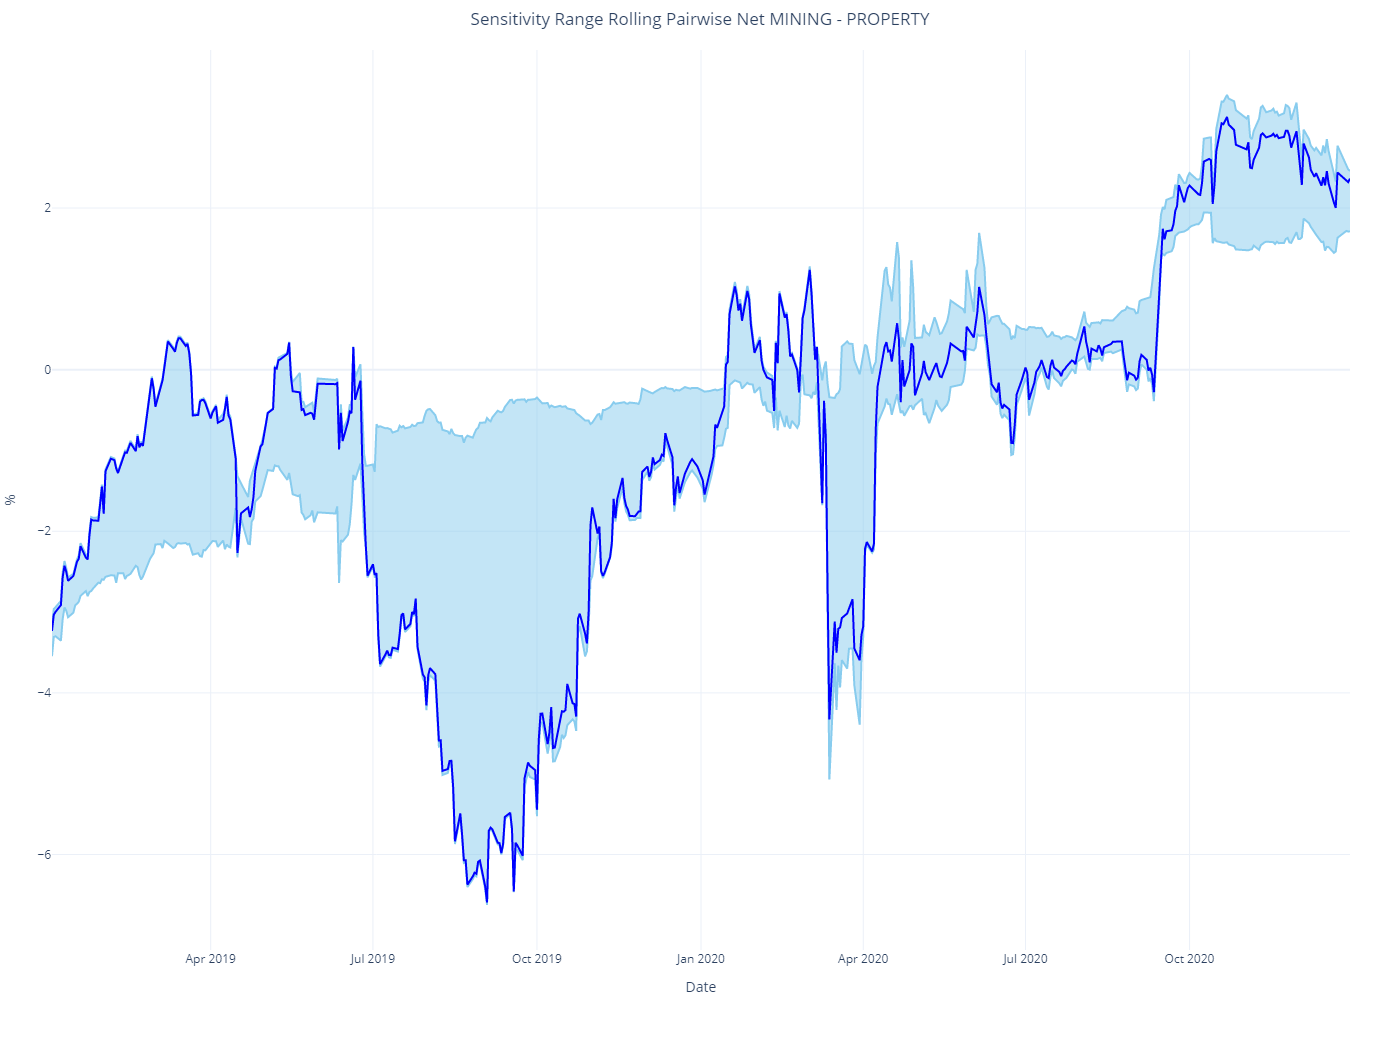 Sensitivity Range Rolling Pairwise Net MINING - PROPERTY
%
2
0
−2
−4
−6
Apr 2019
Jul 2019
Oct 2019
Jan 2020
Apr 2020
Jul 2020
Oct 2020
Date